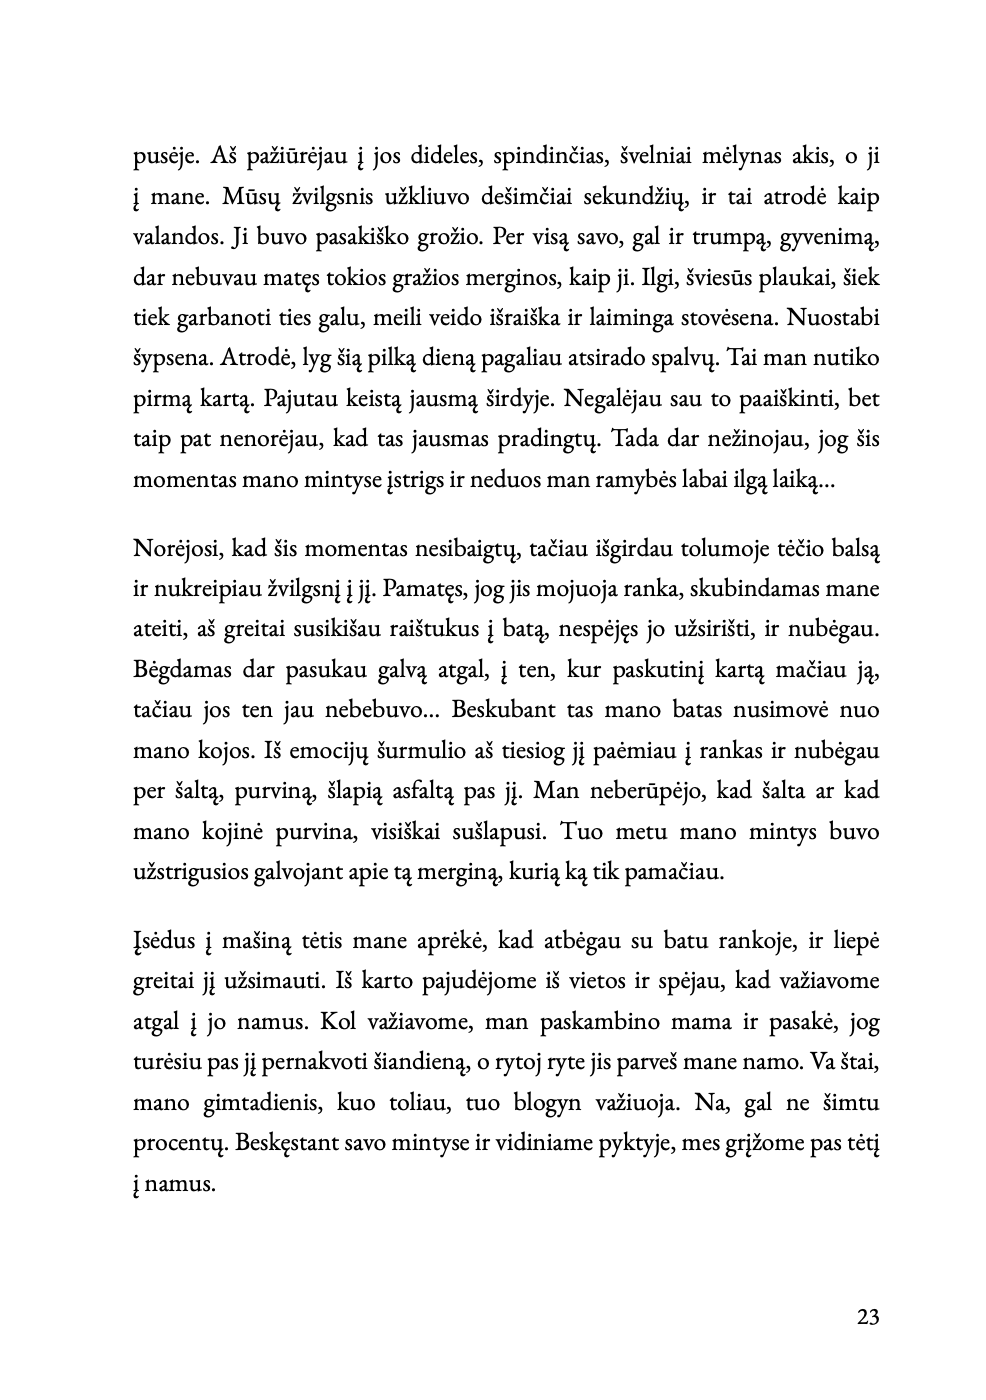 pusėje. Aš pažiūrėjau į jos dideles, spindinčias, švelniai mėlynas akis, o ji
į mane. Mūsų žvilgsnis užkliuvo dešimčiai sekundžių, ir tai atrodė kaip
valandos. Ji buvo pasakiško grožio. Per visą savo, gal ir trumpą, gyvenimą,
dar nebuvau matęs tokios gražios merginos, kaip ji. Ilgi, šviesūs plaukai, šiek
tiek garbanoti ties galu, meili veido išraiška ir laiminga stovėsena. Nuostabi
šypsena. Atrodė, lyg šią pilką dieną pagaliau atsirado spalvų. Tai man nutiko
pirmą kartą. Pajutau keistą jausmą širdyje. Negalėjau sau to paaiškinti, bet
taip pat nenorėjau, kad tas jausmas pradingtų. Tada dar nežinojau, jog šis
momentas mano mintyse įstrigs ir neduos man ramybės labai ilgą laiką...
Norėjosi, kad šis momentas nesibaigtų, tačiau išgirdau tolumoje tėčio balsą
ir nukreipiau žvilgsnį į jį. Pamatęs, jog jis mojuoja ranka, skubindamas mane
ateiti, aš greitai susikišau raištukus į batą, nespėjęs jo užsirišti, ir nubėgau.
Bėgdamas dar pasukau galvą atgal, į ten, kur paskutinį kartą mačiau ją,
tačiau jos ten jau nebebuvo... Beskubant tas mano batas nusimovė nuo
mano kojos. Iš emocijų šurmulio aš tiesiog jį paėmiau į rankas ir nubėgau
per šaltą, purviną, šlapią asfaltą pas jį. Man neberūpėjo, kad šalta ar kad
mano kojinė purvina, visiškai sušlapusi. Tuo metu mano mintys buvo
užstrigusios galvojant apie tą merginą, kurią ką tik pamačiau.
Įsėdus į mašiną tėtis mane aprėkė, kad atbėgau su batu rankoje, ir liepė
greitai jį užsimauti. Iš karto pajudėjome iš vietos ir spėjau, kad važiavome
atgal į jo namus. Kol važiavome, man paskambino mama ir pasakė, jog
turėsiu pas jį pernakvoti šiandieną, o rytoj ryte jis parveš mane namo. Va štai,
mano gimtadienis, kuo toliau, tuo blogyn važiuoja. Na, gal ne šimtu
procentų. Beskęstant savo mintyse ir vidiniame pyktyje, mes grįžome pas tėtį
į namus.
23